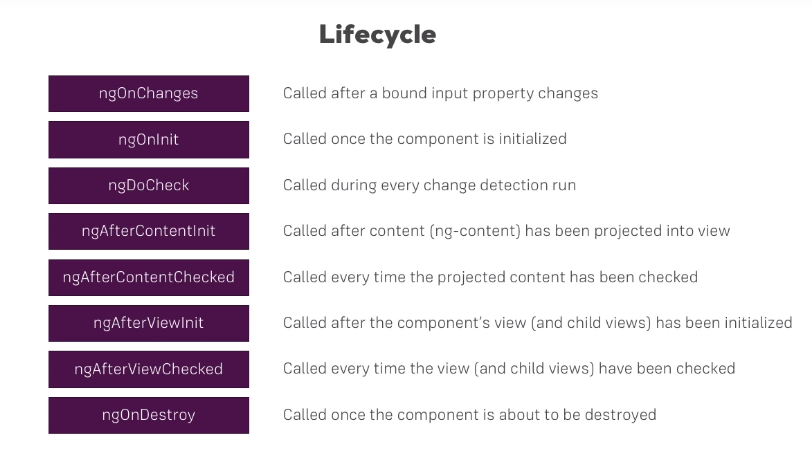 Lifecycle
ngOnChanges Called after a bound input property changes
ngOnInit Called once the component is initialized
ngDoCheck Called during every change detection run
ngAfterContentInit Called after content (ng-content) has been projected into view
ngAfterContentChecked Called every time the projected content has been checked
ngAfterViewInit Called after the component's view (and child views) has been initialized
ngAfterViewChecked Called every time the view (and child views) have been checked
ngOnDestroy Called once the component is about to be destroyed